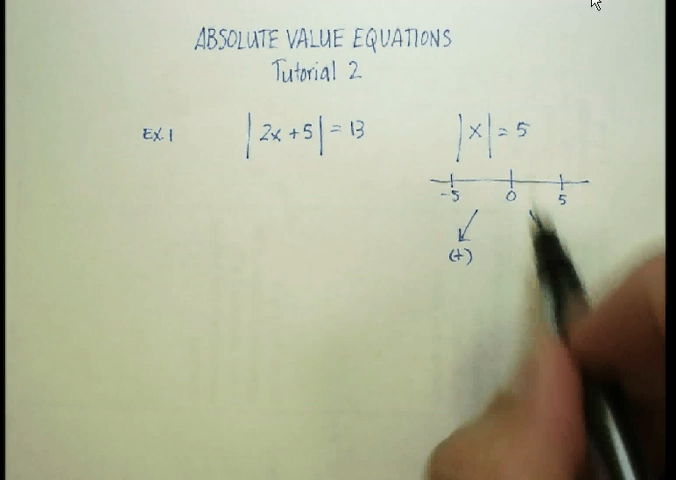 ABSOLUTE VALUE EQUATIONS
Tutorial 2
EX.1 |2x+5| = 13 |x| = 5
-5 0 5
(+)